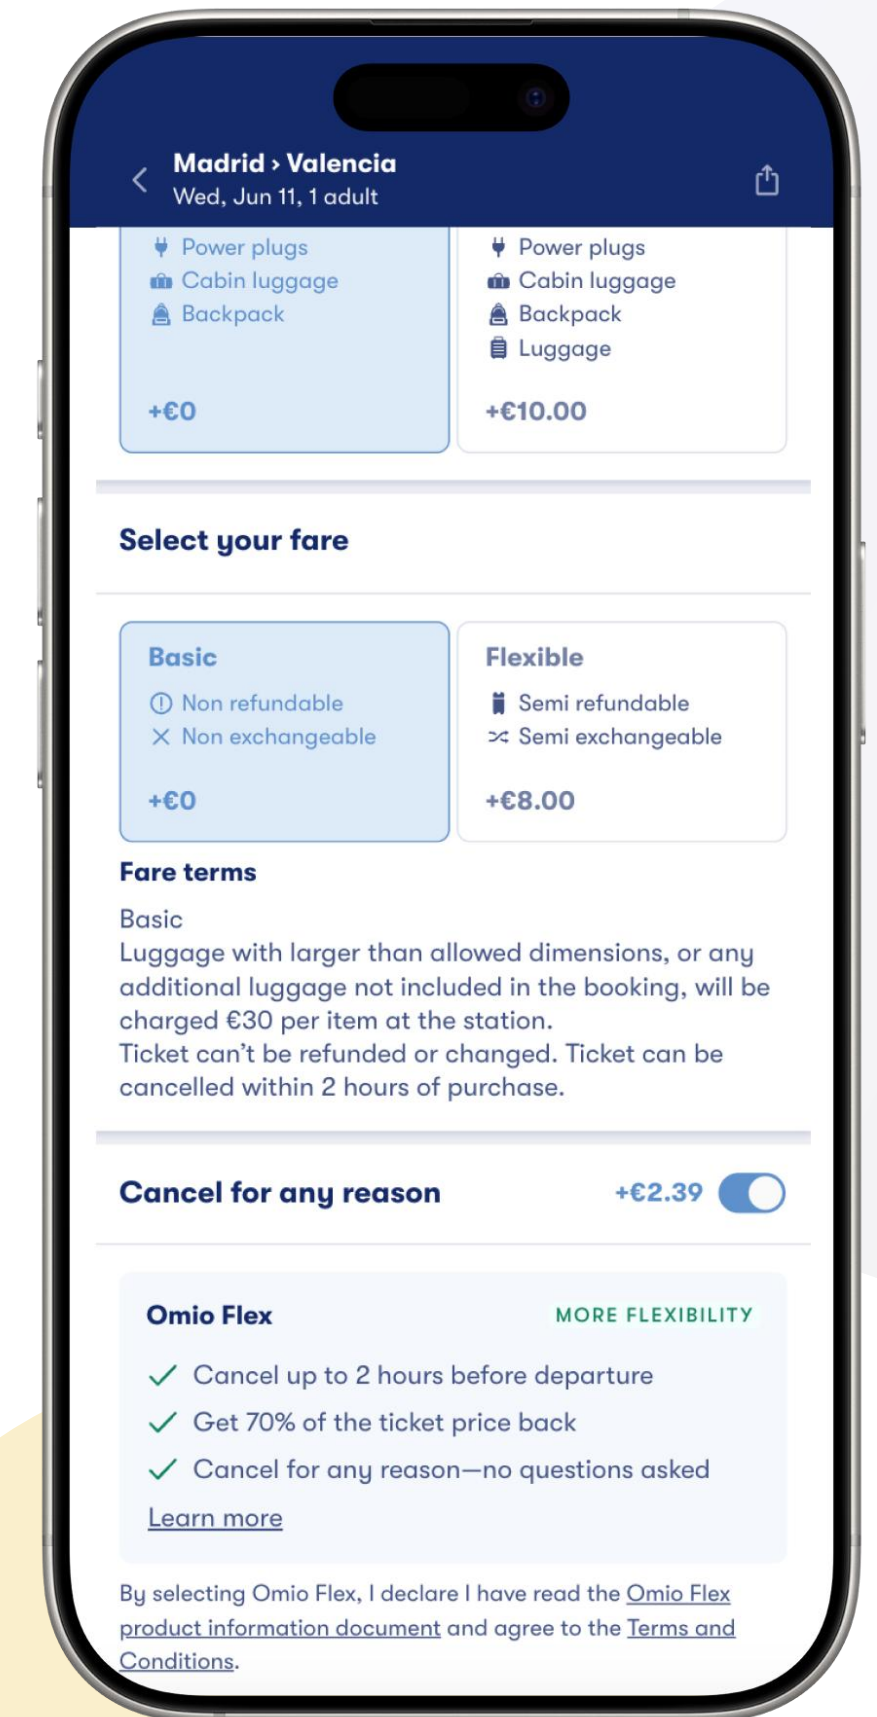 Madrid › Valencia
Wed, Jun 11, 1 adult
Power plugs
Cabin luggage
Backpack
+€0
Power plugs
Cabin luggage
Backpack
Luggage
+€10.00
Select your fare
Basic
Non refundable
Non exchangeable
+€0
Flexible
Semi refundable
Semi exchangeable
+€8.00
Fare terms
Basic
Luggage with larger than allowed dimensions, or any
additional luggage not included in the booking, will be
charged €30 per item at the station.
Ticket can’t be refunded or changed. Ticket can be
cancelled within 2 hours of purchase.
Cancel for any reason +€2.39
Omio Flex MORE FLEXIBILITY
Cancel up to 2 hours before departure
Get 70% of the ticket price back
Cancel for any reason—no questions asked
Learn more
By selecting Omio Flex, I declare I have read the Omio Flex
product information document and agree to the Terms and
Conditions.